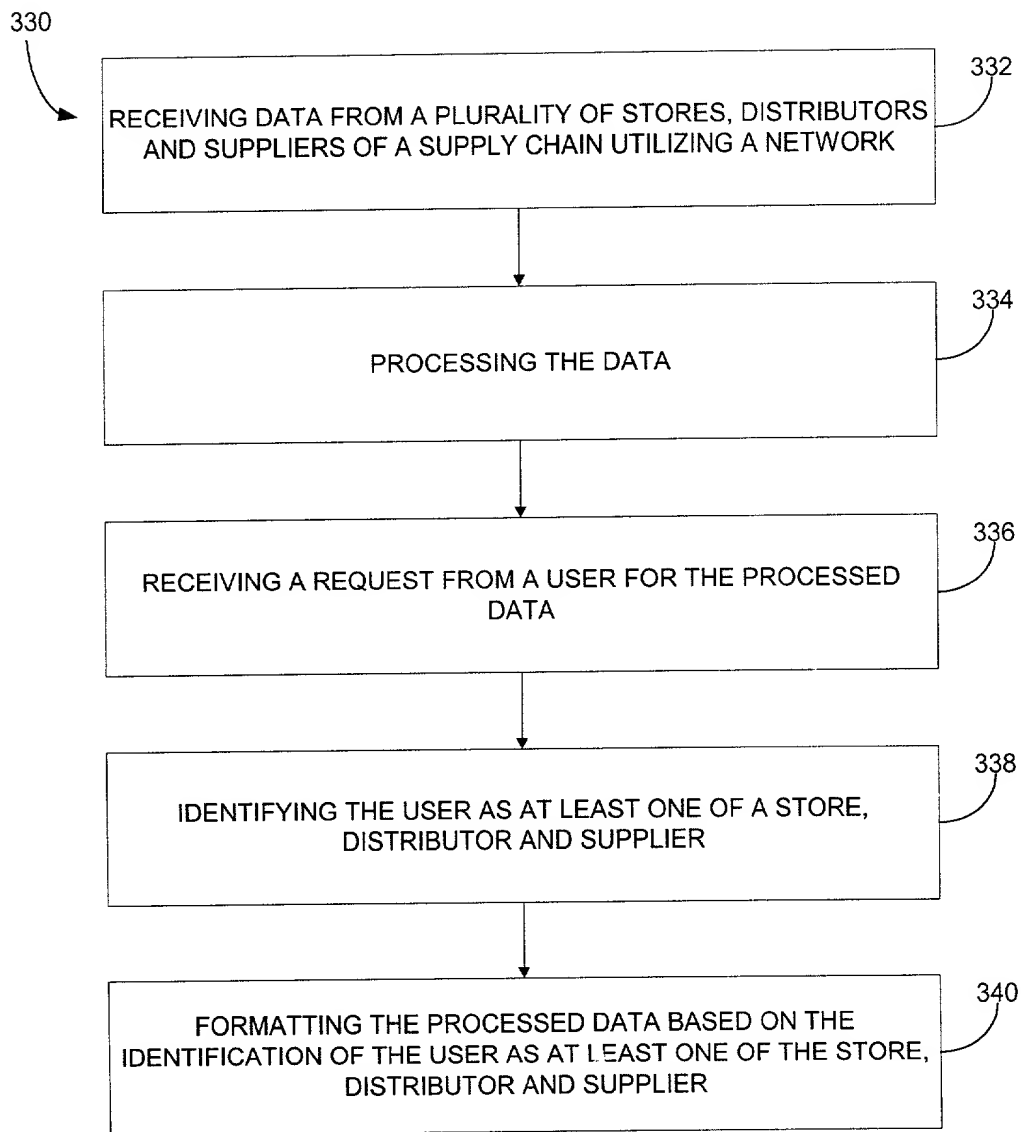 330
332
RECEIVING DATA FROM A PLURALITY OF STORES, DISTRIBUTORS
AND SUPPLIERS OF A SUPPLY CHAIN UTILIZING A NETWORK
334
PROCESSING THE DATA
336
RECEIVING A REQUEST FROM A USER FOR THE PROCESSED
DATA
338
IDENTIFYING THE USER AS AT LEAST ONE OF A STORE,
DISTRIBUTOR AND SUPPLIER
340
FORMATTING THE PROCESSED DATA BASED ON THE
IDENTIFICATION OF THE USER AS AT LEAST ONE OF THE STORE,
DISTRIBUTOR AND SUPPLIER